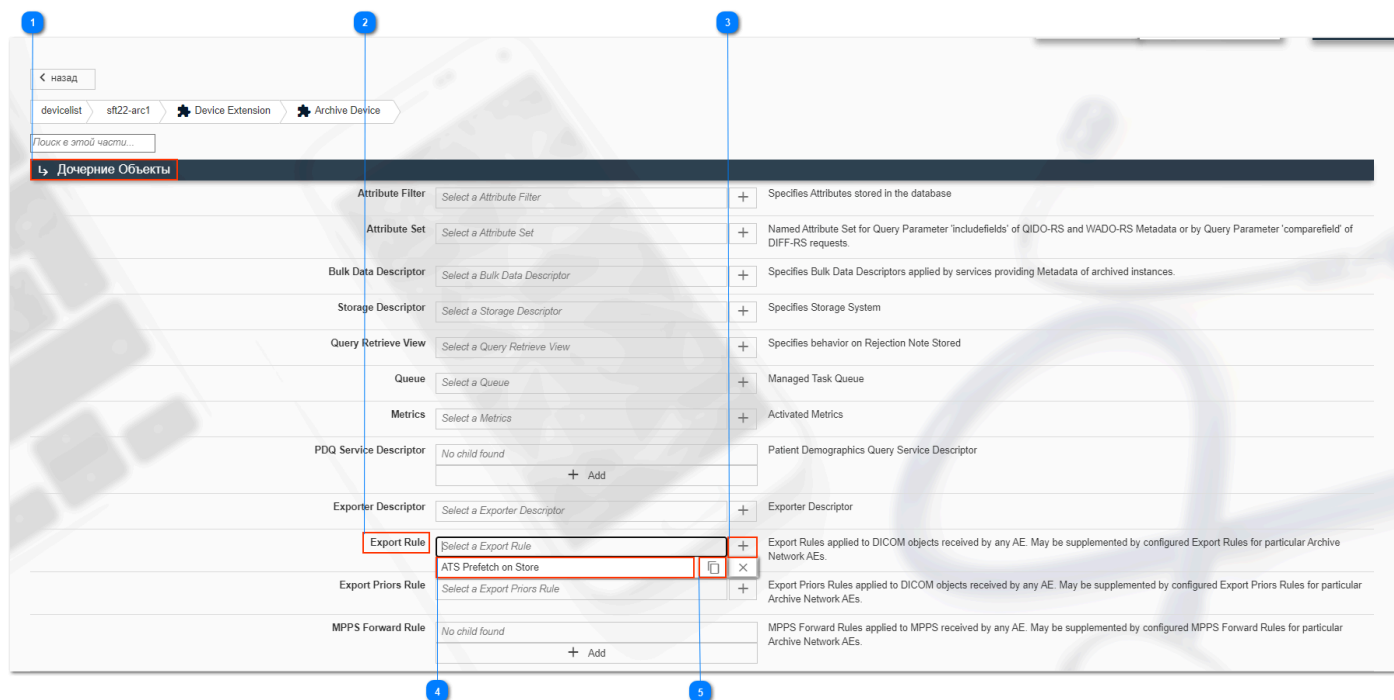 1
2
3
назад
devicelist
sft22-arc1
Device Extension
Archive Device
Поиск е этой части...
Дочерние Объекты
Attribute Filter
Select a Attribute Filter
Specifies Attributes stored in the database
Attribute Set
Select a Attribute Set
Named Attribute Set for Query Parameter 'includefields' of QIDO-RS and WADO-RS Metadata or by Query Parameter 'comparefield' of
DIFF-RS requests.
Bulk Data Descriptor
Select a Bulk Data Descriptor
Specifies Bulk Data Descriptors applied by services providing Metadata of archived instances.
Storage Descriptor
Select a Storage Descriptor
Specifies Storage System
Query Retrieve View
Select a Query Retrieve View
Specifies behavior on Rejection Note Stored
Queue
Select a Queue
Managed Task Queue
Metrics
Select a Metrics
Activated Metrics
PDQ Service Descriptor
No child found
Patient Demographics Query Service Descriptor
+ Add
Exporter Descriptor
Select a Exporter Descriptor
Exporter Descriptor
Export Rule
Select a Export Rule
Export Rules applied to DICOM objects received by any AE. May be supplemented by configured Export Rules for particular Archive
Network AEs.
ATS Prefetch on Store
Export Priors Rule
Select a Export Priors Rule
Export Priors Rules applied to DICOM objects received by any AE. May be supplemented by configured Export Priors Rules for particular
Archive Network AEs.
MPPS Forward Rule
No child found
MPPS Forward Rules applied to MPPS received by any AE. May be supplemented by configured MPPS Forward Rules for particular
Archive Network AEs.
+ Add
4
5